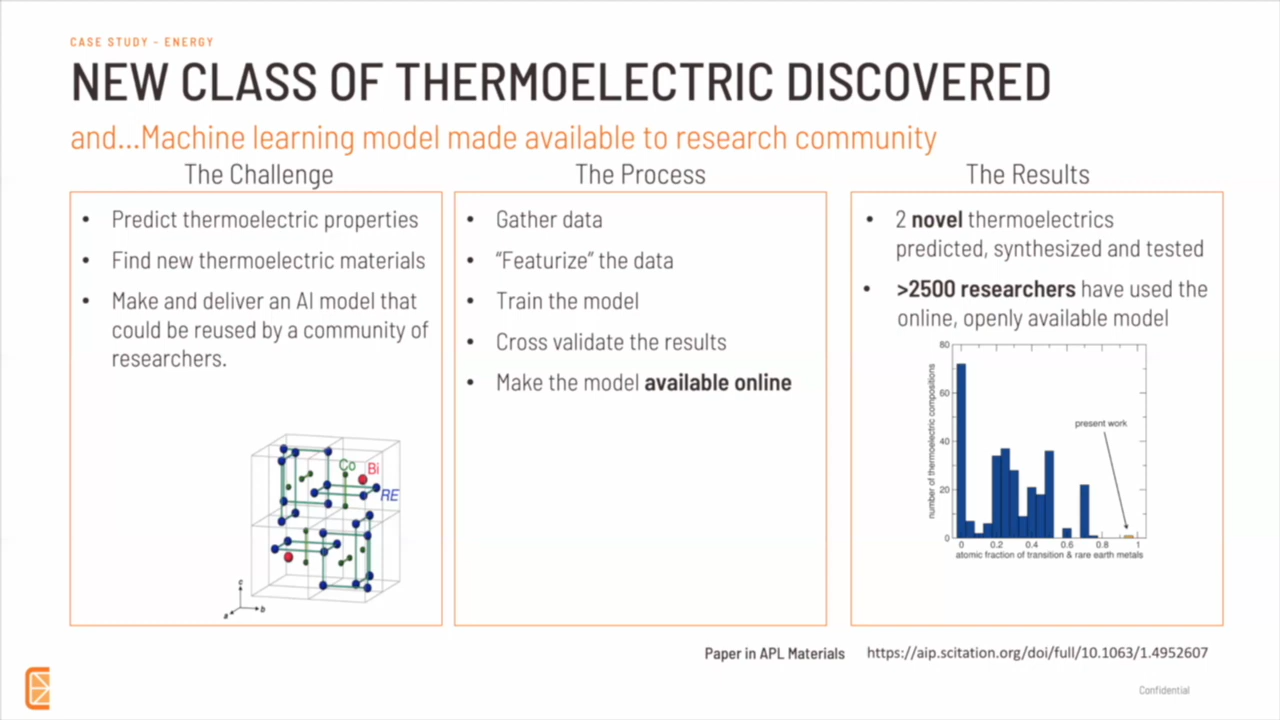 CASE STUDY - ENERGY
NEW CLASS OF THERMOELECTRIC DISCOVERED
and...Machine learning model made available to research community
The Challenge
• Predict thermoelectric properties
• Find new thermoelectric materials
• Make and deliver an AI model that
could be reused by a community of
researchers.
Co
Bi
RE
c
a
b
The Process
• Gather data
• “Featurize” the data
• Train the model
• Cross validate the results
• Make the model available online
The Results
• 2 novel thermoelectrics
predicted, synthesized and tested
• >2500 researchers have used the
online, openly available model
number of thermoelectric compositions
80
60
40
20
0
present work
0 0.2 0.4 0.6 0.8 1
atomic fraction of transition & rare earth metals
Paper in APL Materials https://aip.scitation.org/doi/full/10.1063/1.4952607
Confidential